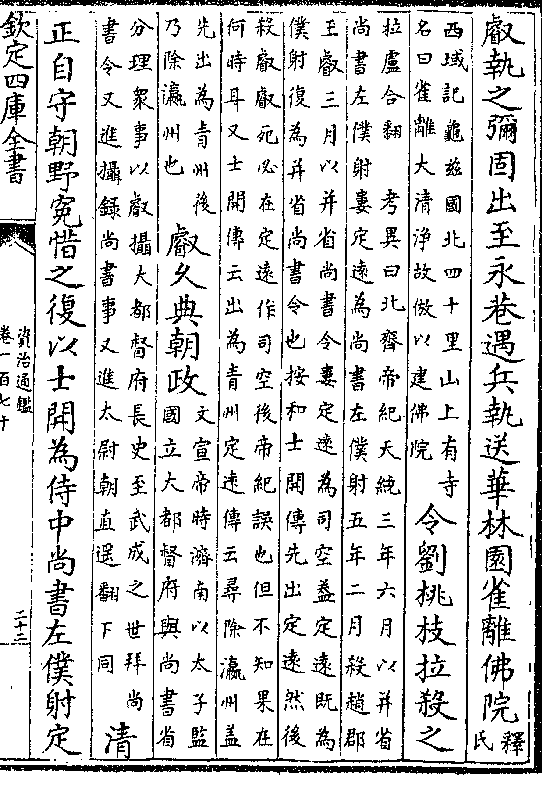 叡執之彌固出至永巷遇兵執送華林園雀離佛院
釋
氏
西域記龜兹國北四十里山上有寺
名曰雀離大清浄故倣以建佛院
令劉桃枝拉殺之
拉盧合翻 考異曰北齊帝紀天統三年六月以并省
尚書左僕射婁定遠為尚書左僕射五年二月殺趙郡
王叡三月以并省尚書令婁定逺為司空葢定遠既為
僕射復為并省尚書令也按和士開傳先出定遠然後
殺叡叡死必在定遠作司空後帝紀誤也但不知果在
何時耳又士開傳云出為青州定逺傳云尋除瀛州盖
先出為青州後
乃除瀛州也
叡久典朝政
文宣帝時濟南以太子監
國立大都督府與尚書省
分理衆事以叡攝大都督府長史至武成之世拜尚
書令又進攝錄尚書事又進太尉朝直遥翻下同
清
正自守朝野寃惜之復以士開為侍中尚書左僕射定
欽定四庫全書
資治通鑑
卷一百七十
二十三